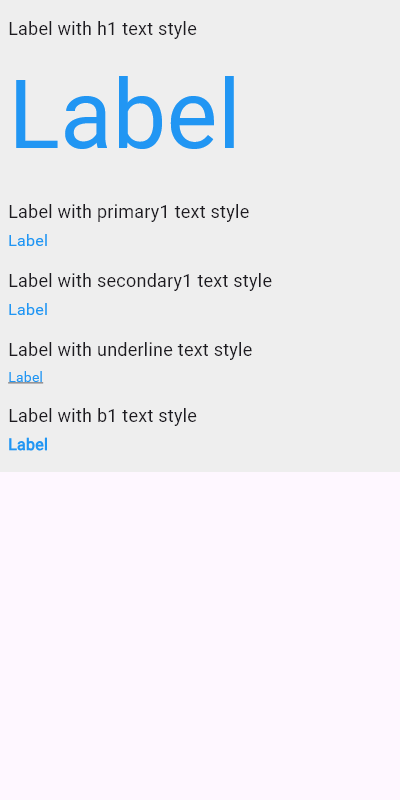 Label with h1 text style
Label
Label with primary1 text style
Label
Label with secondary1 text style
Label
Label with underline text style
Label
Label with b1 text style
Label